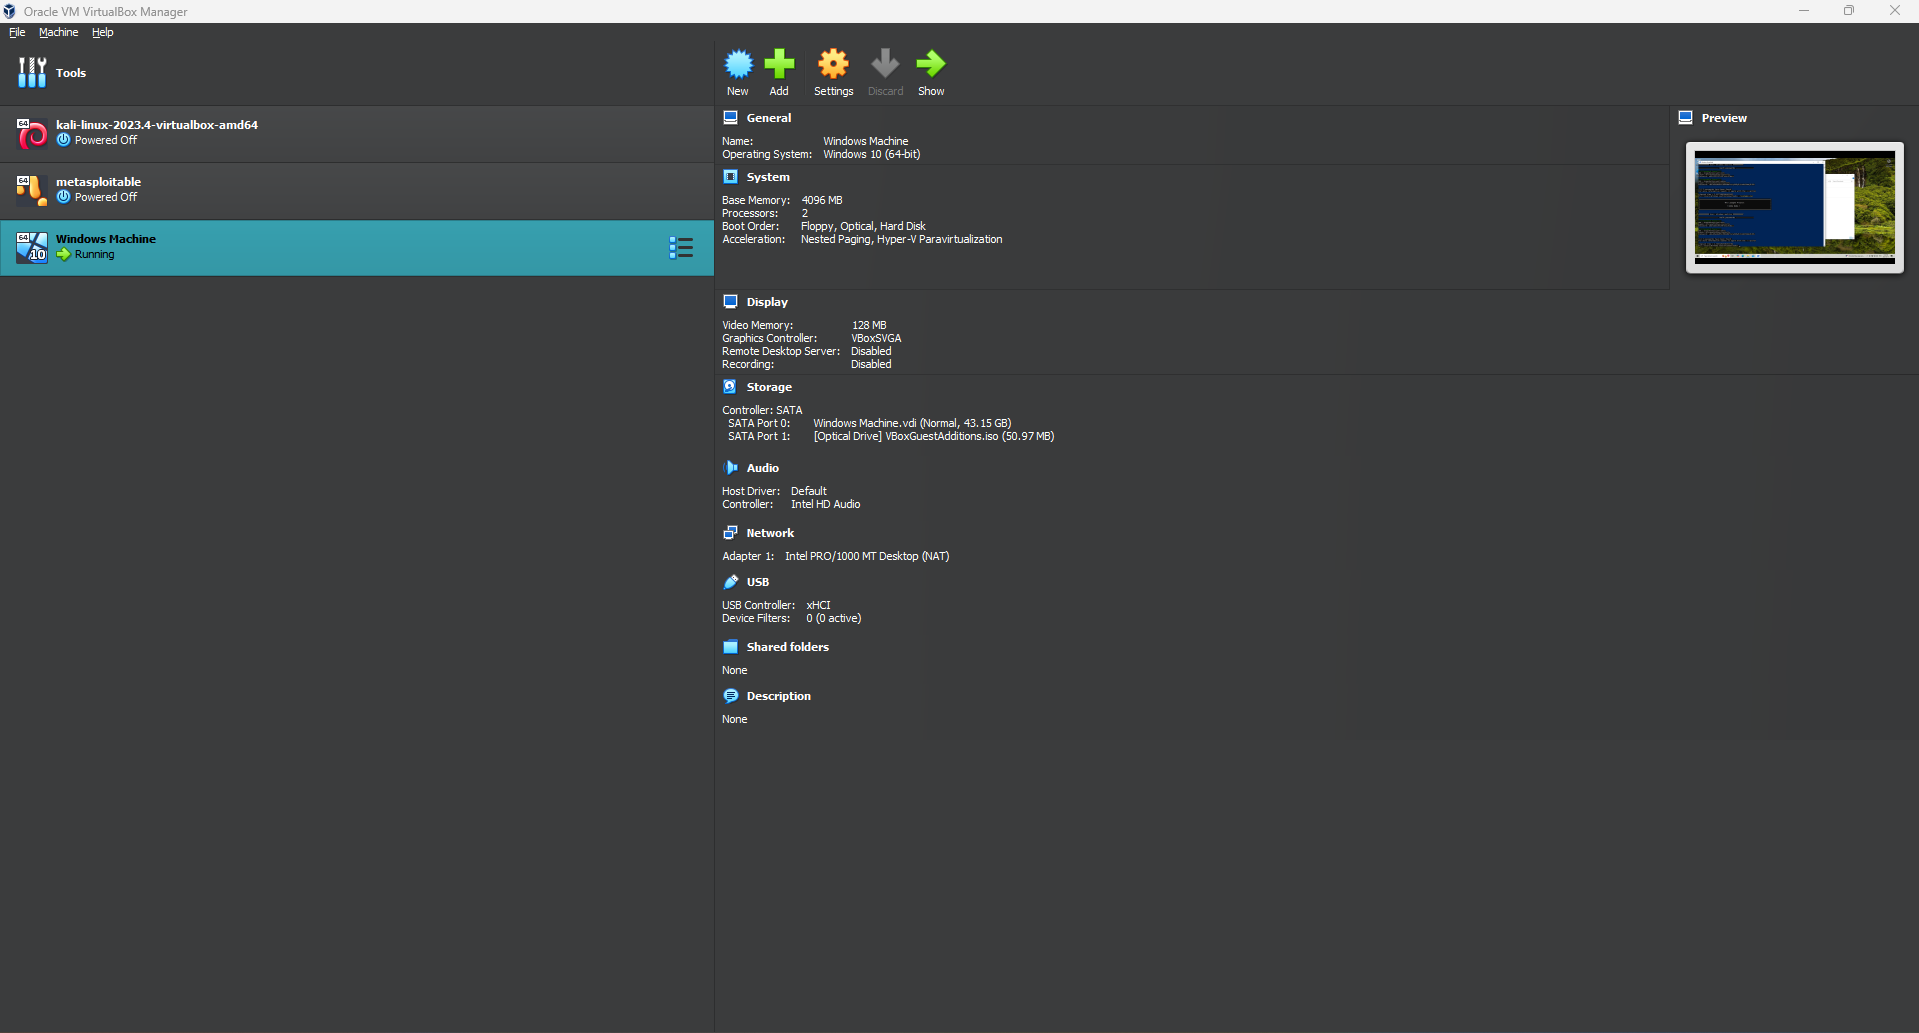 Oracle VM VirtualBox Manager
File Machine Help
Tools
64 kali-linux-2023.4-virtualbox-amd64
Powered Off
64 metasploitable
Powered Off
64 10 Windows Machine
Running
New Add Settings Discard Show
General
Name: Windows Machine
Operating System: Windows 10 (64-bit)
System
Base Memory: 4096 MB
Processors: 2
Boot Order: Floppy, Optical, Hard Disk
Acceleration: Nested Paging, Hyper-V Paravirtualization
Preview
Display
Video Memory: 128 MB
Graphics Controller: VBoxSVGA
Remote Desktop Server: Disabled
Recording: Disabled
Storage
Controller: SATA
SATA Port 0: Windows Machine.vdi (Normal, 43.15 GB)
SATA Port 1: [Optical Drive] VBoxGuestAdditions.iso (50.97 MB)
Audio
Host Driver: Default
Controller: Intel HD Audio
Network
Adapter 1: Intel PRO/1000 MT Desktop (NAT)
USB
USB Controller: xHCI
Device Filters: 0 (0 active)
Shared folders
None
Description
None